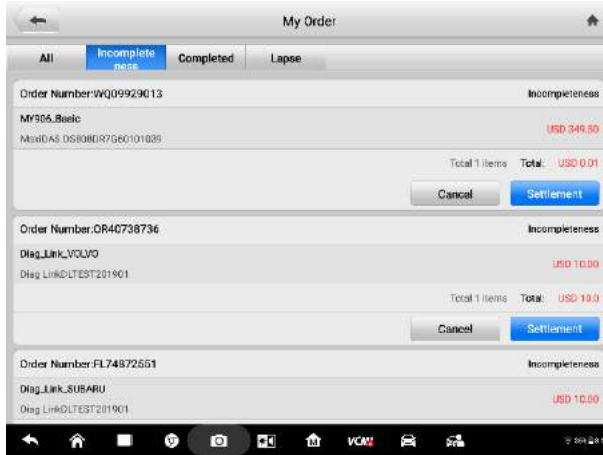 My Order
All
Incomplete
ness
Completed
Lapse
Order Number:WQ09929013
Incompleteness
MY906_Basic
MaxiDAS DS808DR7G60101039
USD 349.50
Total 1 items Total: USD 0.01
Cancel
Settlement
Order Number:OR40738736
Incompleteness
Diag_Link_VOLVO
Diag LinkDLTEST201901
USD 10.00
Total 1 items Total: USD 10.0
Cancel
Settlement
Order Number:FL74872551
Incompleteness
Diag_Link_SUBARU
Diag LinkDLTEST201901
USD 10.00
M
VCMI